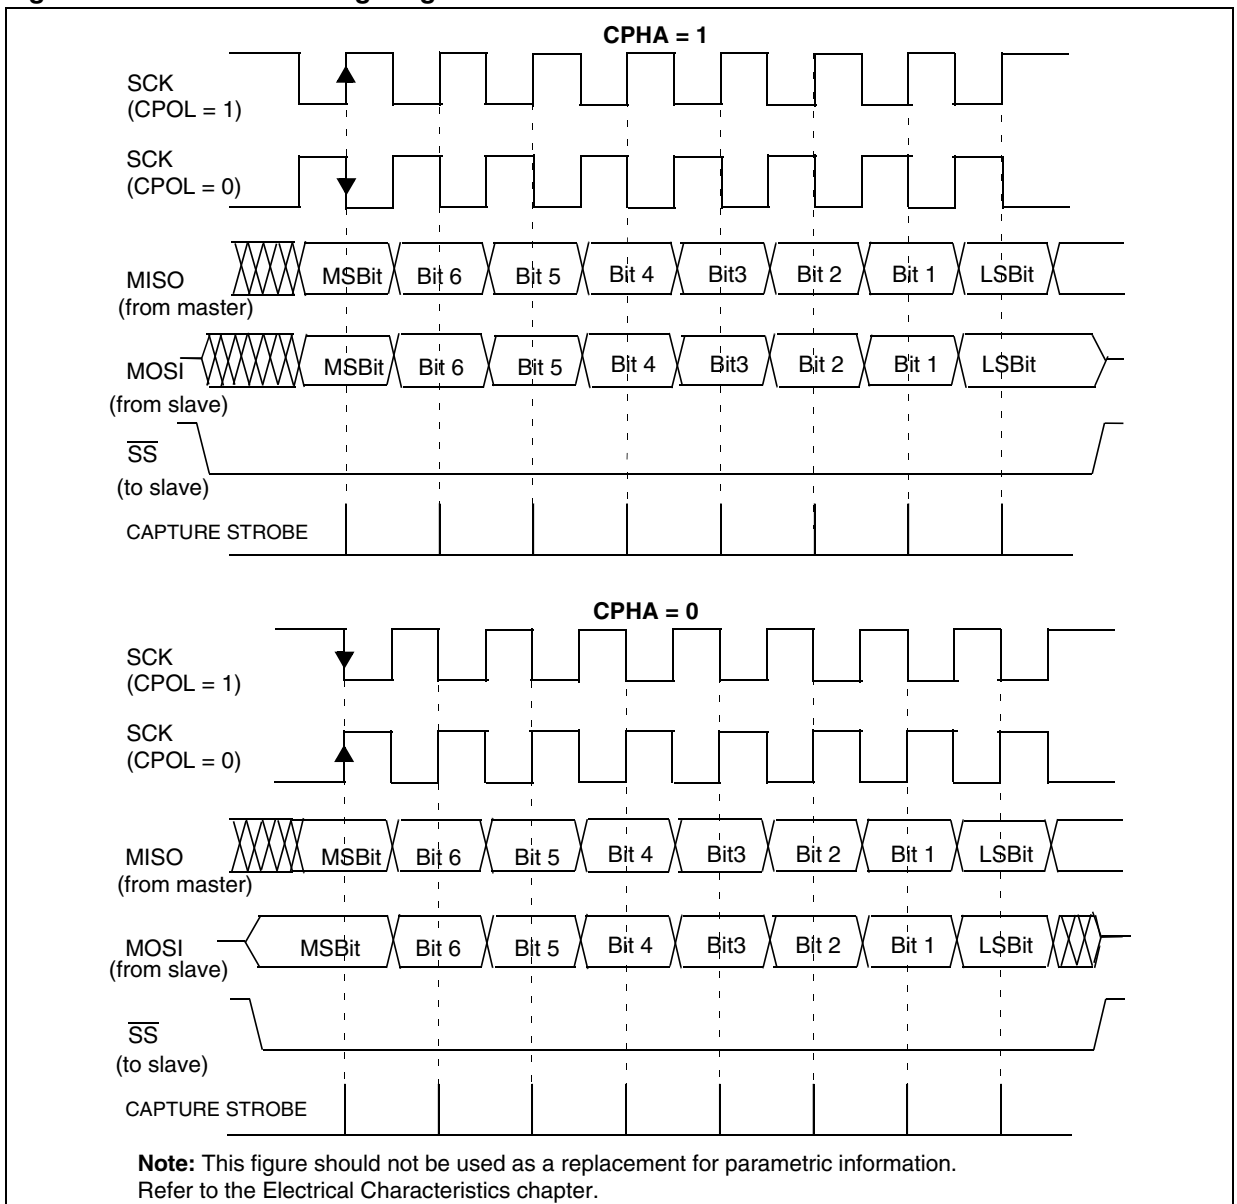 CPHA = 1
SCK
(CPOL = 1)
SCK
(CPOL = 0)
MISO
(from master)
MSBit Bit 6 Bit 5 Bit 4 Bit3 Bit 2 Bit 1 LSBit
MOSI
(from slave)
MSBit Bit 6 Bit 5 Bit 4 Bit3 Bit 2 Bit 1 LSBit
SS
(to slave)
CAPTURE STROBE
CPHA = 0
SCK
(CPOL = 1)
SCK
(CPOL = 0)
MISO
(from master)
MSBit Bit 6 Bit 5 Bit 4 Bit3 Bit 2 Bit 1 LSBit
MOSI
(from slave)
MSBit Bit 6 Bit 5 Bit 4 Bit3 Bit 2 Bit 1 LSBit
SS
(to slave)
CAPTURE STROBE
Note: This figure should not be used as a replacement for parametric information.
Refer to the Electrical Characteristics chapter.